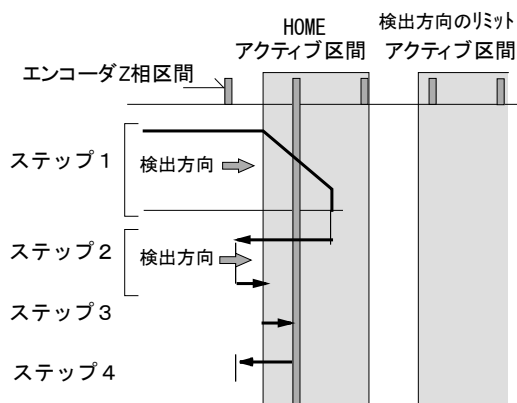 HOME
アクティブ区間
検出方向のリミット
アクティブ区間
エンコーダZ相区間
ステップ1
検出方向
ステップ2
検出方向
ステップ3
ステップ4